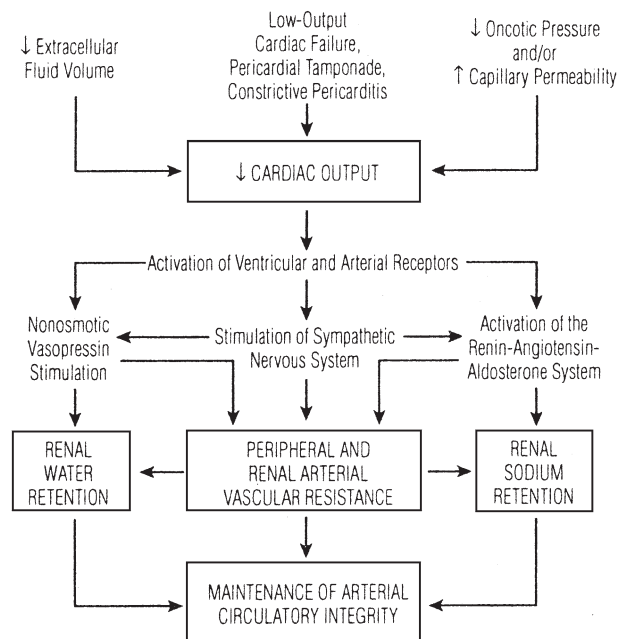 ↓ Extracellular
Fluid Volume
Low-Output
Cardiac Failure,
Pericardial Tamponade,
Constrictive Pericarditis
↓ Oncotic Pressure
and/or
↑ Capillary Permeability
↓ CARDIAC OUTPUT
Activation of Ventricular and Arterial Receptors
Nonosmotic
Vasopressin
Stimulation
Stimulation of Sympathetic
Nervous System
Activation of the
Renin-Angiotensin-
Aldosterone System
RENAL
WATER
RETENTION
PERIPHERAL AND
RENAL ARTERIAL
VASCULAR RESISTANCE
RENAL
SODIUM
RETENTION
MAINTENANCE OF ARTERIAL
CIRCULATORY INTEGRITY